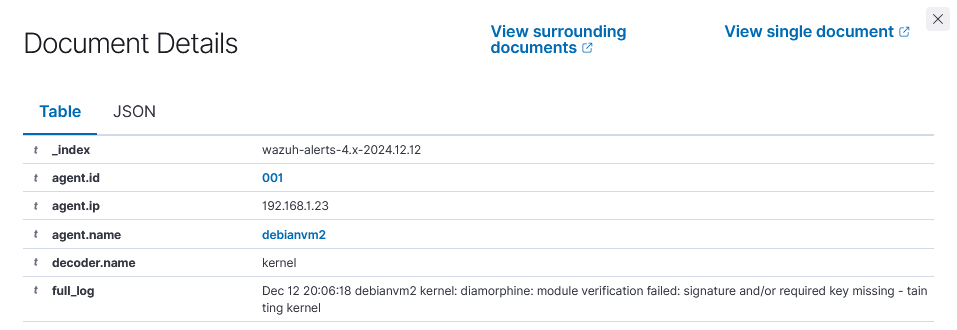 Document Details
View surrounding
documents
View single document
Table JSON
t _index wazuh-alerts-4.x-2024.12.12
t agent.id 001
t agent.ip 192.168.1.23
t agent.name debianvm2
t decoder.name kernel
t full_log Dec 12 20:06:18 debianvm2 kernel: diamorphine: module verification failed: signature and/or required key missing - tain
ting kernel